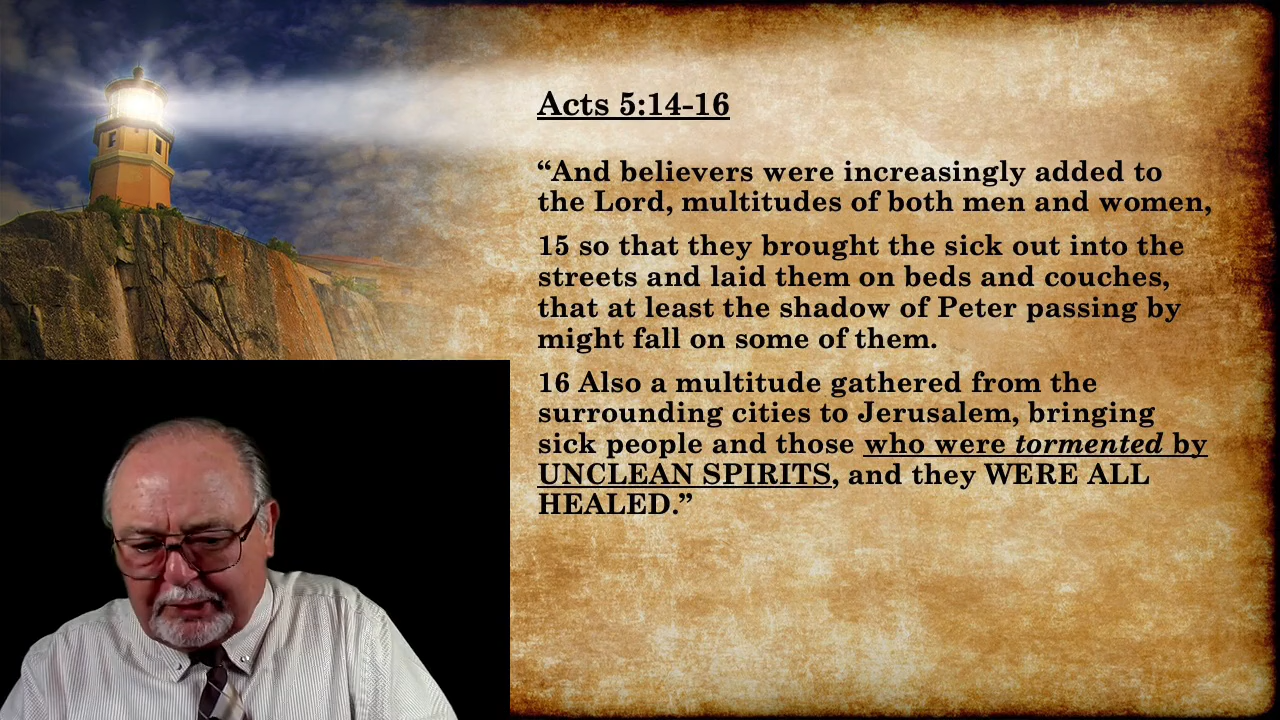 Acts 5:14-16
“And believers were increasingly added to
the Lord, multitudes of both men and women,
15 so that they brought the sick out into the
streets and laid them on beds and couches,
that at least the shadow of Peter passing by
might fall on some of them.
16 Also a multitude gathered from the
surrounding cities to Jerusalem, bringing
sick people and those who were tormented by
UNCLEAN SPIRITS, and they WERE ALL
HEALED.”